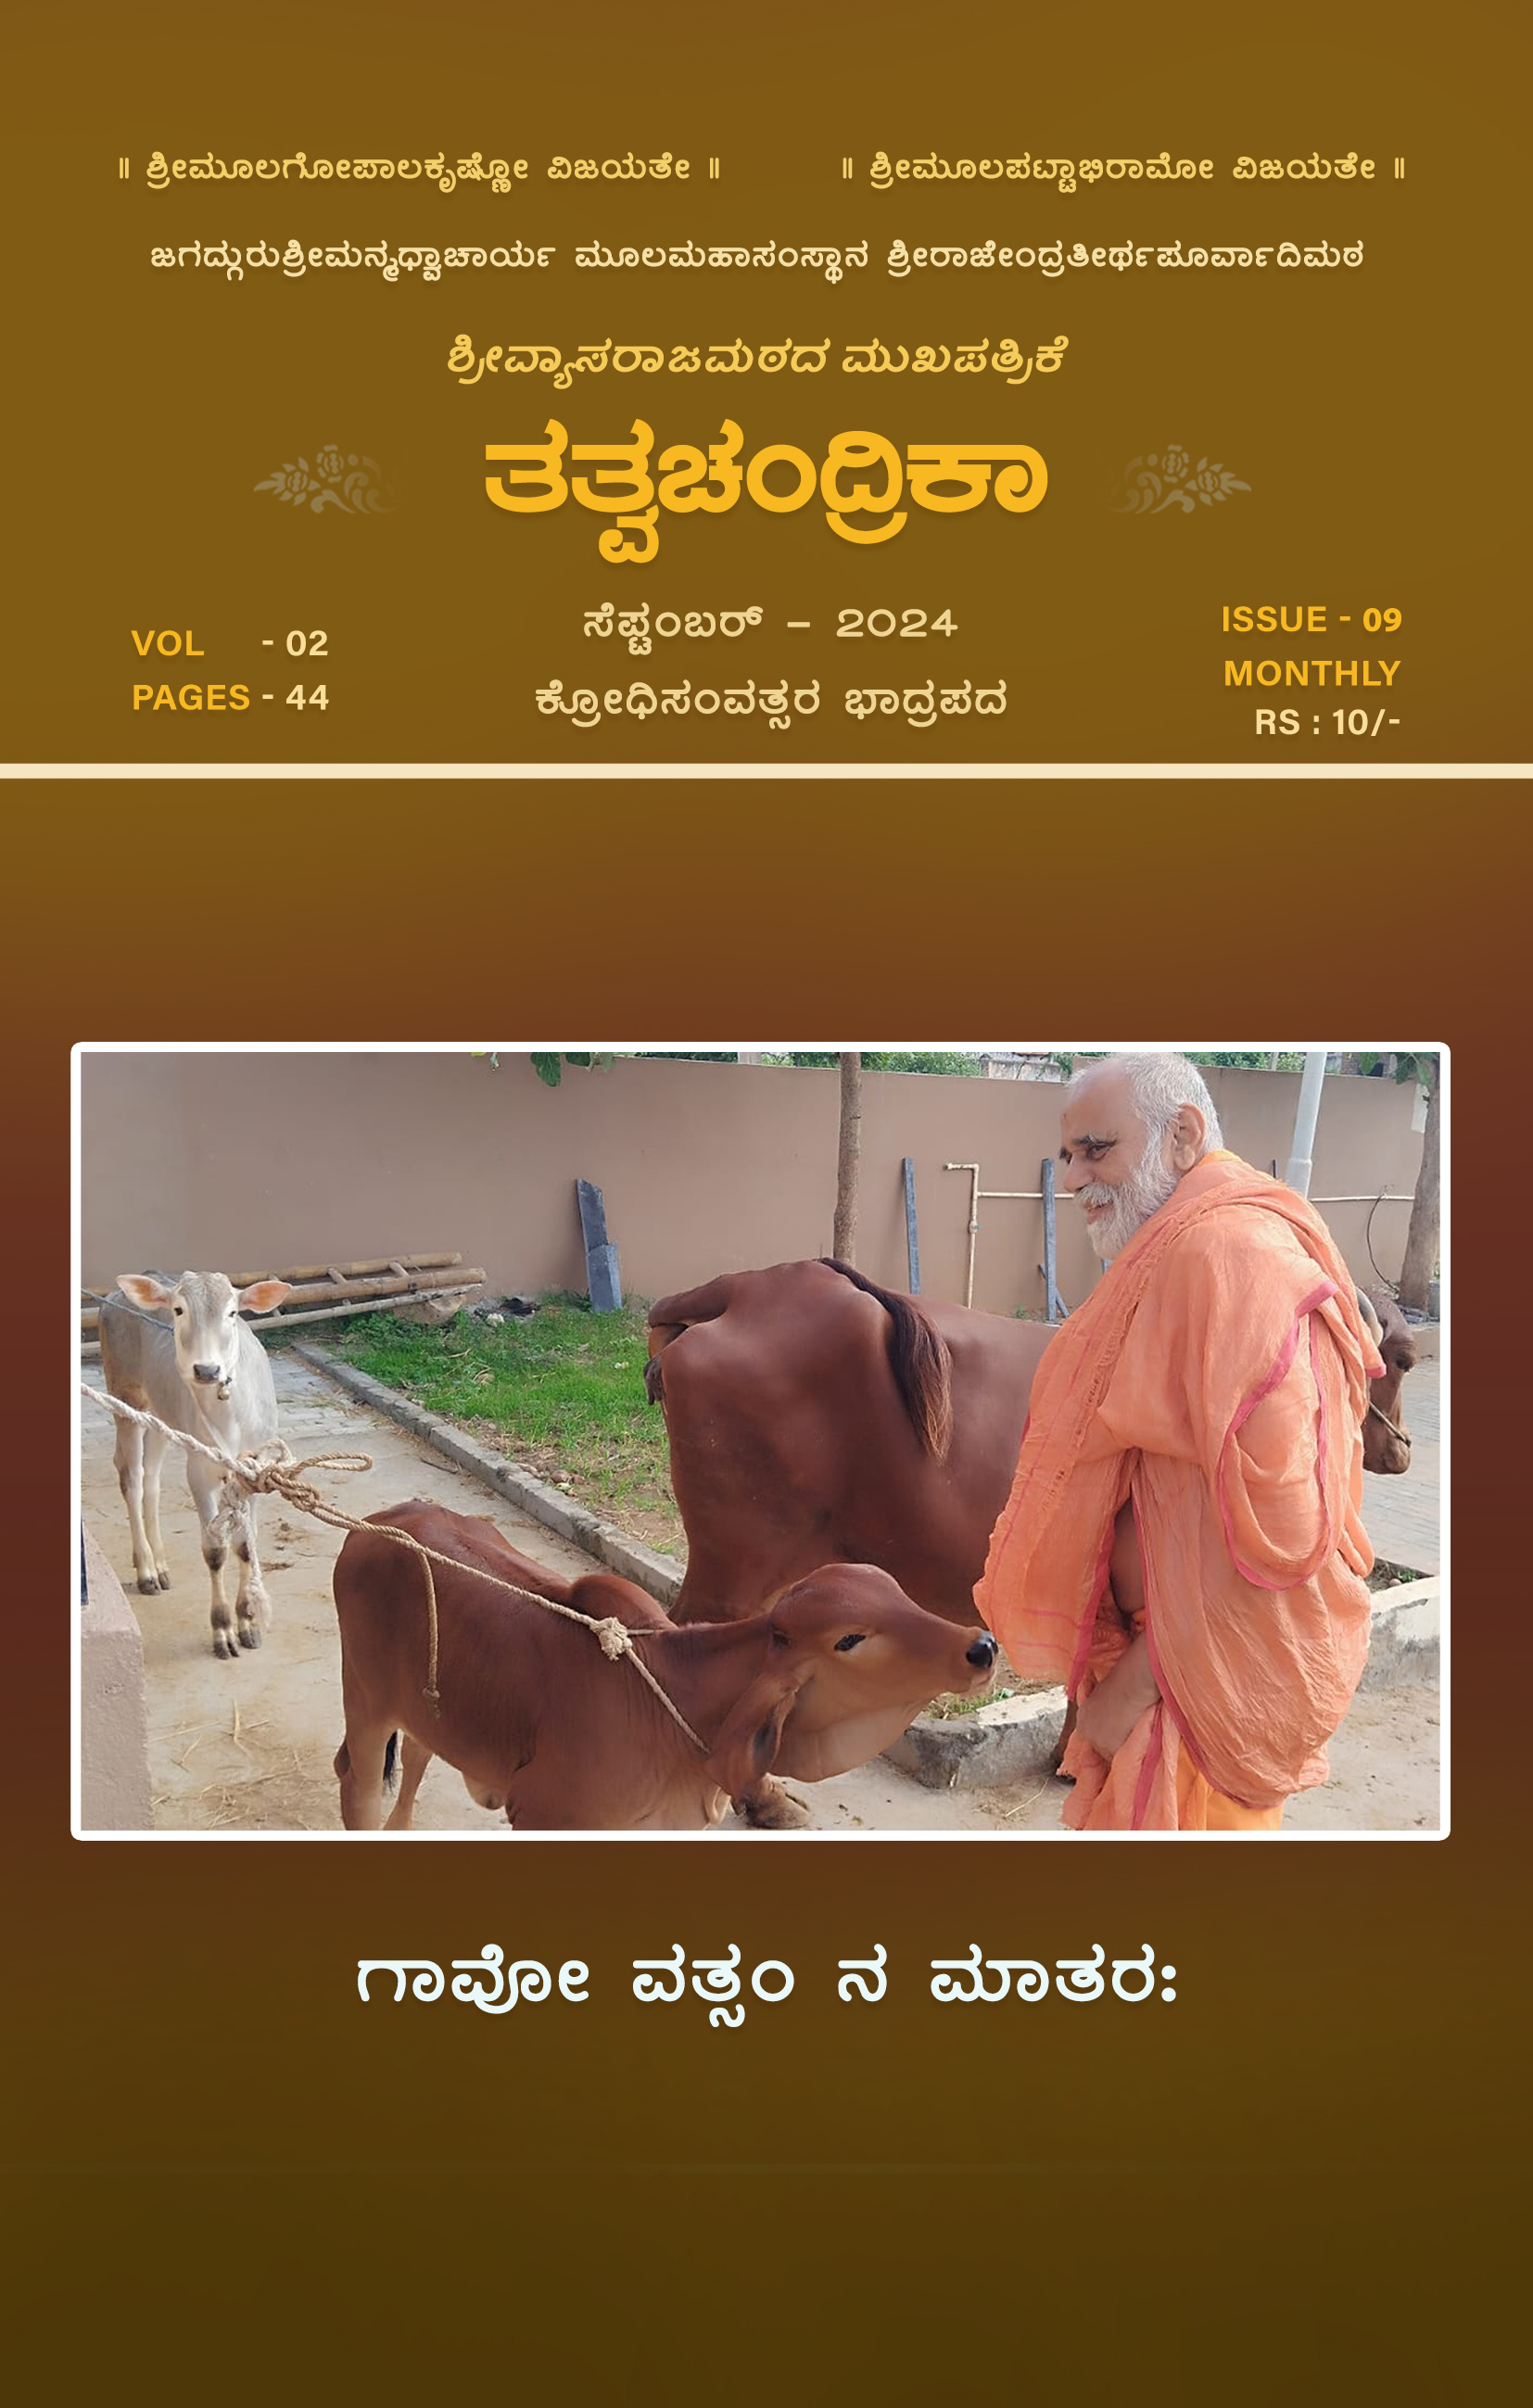 ॥ ಶ್ರೀಮೂಲಗೋಪಾಲಕೃಷ್ಣೋ ವಿಜಯತೇ ॥ ॥ ಶ್ರೀಮೂಲಪಟ್ಟಾಭಿರಾಮೋ ವಿಜಯತೇ ॥
ಜಗದ್ಗುರುಶ್ರೀಮನ್ಮಧ್ವಾಚಾರ್ಯ ಮೂಲಮಹಾಸಂಸ್ಥಾನ ಶ್ರೀರಾಜೇಂದ್ರತೀರ್ಥಪೂರ್ವಾದಿಮಠ
ಶ್ರೀವ್ಯಾಸರಾಜಮಠದ ಮುಖಪತ್ರಿಕೆ
ತತ್ವಚಂದ್ರಿಕಾ
VOL - 02
PAGES - 44
ಸೆಪ್ಟಂಬರ್ – 2024
ಕ್ರೋಧಿಸಂವತ್ಸರ ಭಾದ್ರಪದ
ISSUE - 09
MONTHLY
RS : 10/-
ಗಾವೋ ವತ್ಸಂ ನ ಮಾತರಃ